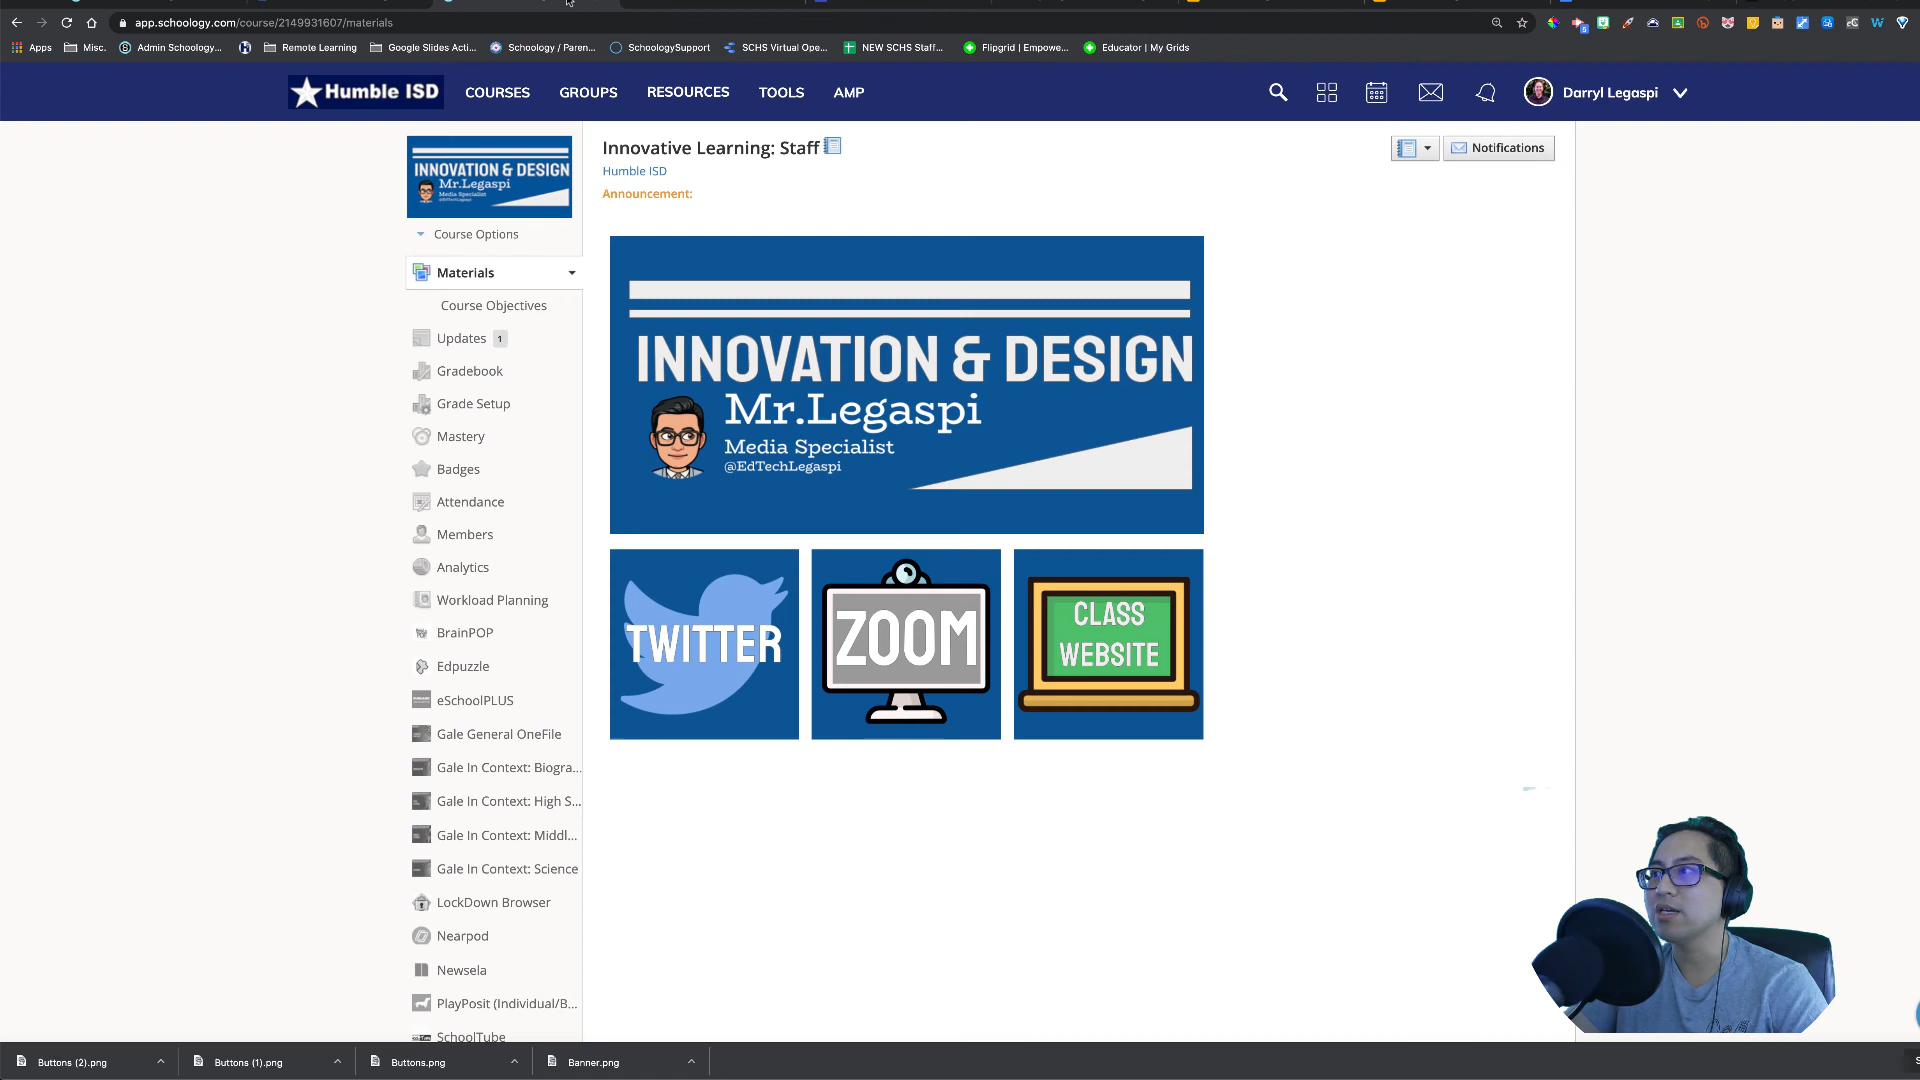 app.schoology.com/course/2149931607/materials
Apps
Misc.
Admin Schoology...
Remote Learning
Google Slides Acti...
Schoology / Paren...
SchoologySupport
SCHS Virtual Ope...
NEW SCHS Staff...
Flipgrid | Empowe...
Educator | My Grids
Humble ISD
COURSES
GROUPS
RESOURCES
TOOLS
AMP
Darryl Legaspi
INNOVATION & DESIGN
Mr.Legaspi
Media Specialist
@EdTechLegaspi
Course Options
Materials
Course Objectives
Updates 1
Gradebook
Grade Setup
Mastery
Badges
Attendance
Members
Analytics
Workload Planning
BrainPOP
Edpuzzle
eSchoolPLUS
Gale General OneFile
Gale In Context: Biogra...
Gale In Context: High S...
Gale In Context: Middl...
Gale In Context: Science
LockDown Browser
Nearpod
Newsela
PlayPosit (Individual/B...
SchoolTube
Innovative Learning: Staff
Humble ISD
Announcement:
Notifications
INNOVATION & DESIGN
Mr.Legaspi
Media Specialist
@EdTechLegaspi
TWITTER
ZOOM
CLASS
WEBSITE
Buttons (2).png
Buttons (1).png
Buttons.png
Banner.png